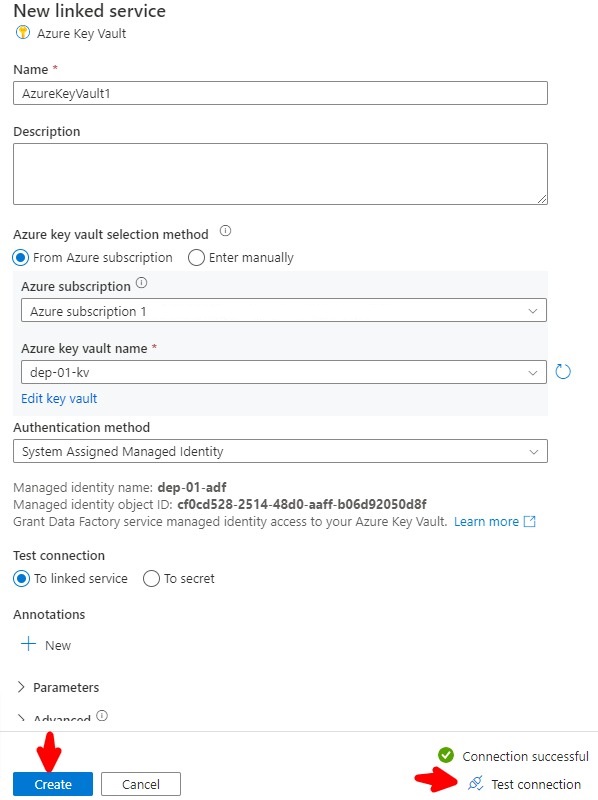 New linked service
Azure Key Vault
Name *
AzureKeyVault1
Description
Azure key vault selection method
From Azure subscription Enter manually
Azure subscription
Azure subscription 1
Azure key vault name *
dep-01-kv
Edit key vault
Authentication method
System Assigned Managed Identity
Managed identity name: dep-01-adf
Managed identity object ID: cf0cd528-2514-48d0-aaff-b06d92050d8f
Grant Data Factory service managed identity access to your Azure Key Vault. Learn more
Test connection
To linked service To secret
Annotations
New
Parameters
Advanced
Connection successful
Create Cancel Test connection